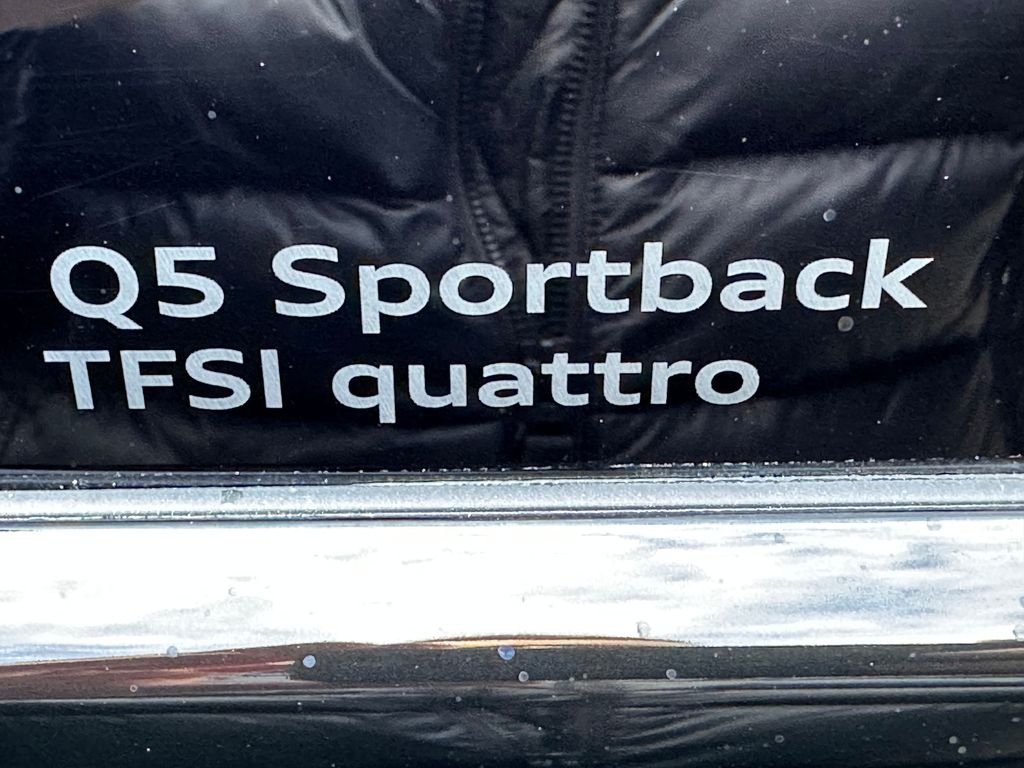 Q5 Sportback
TFSI quattro